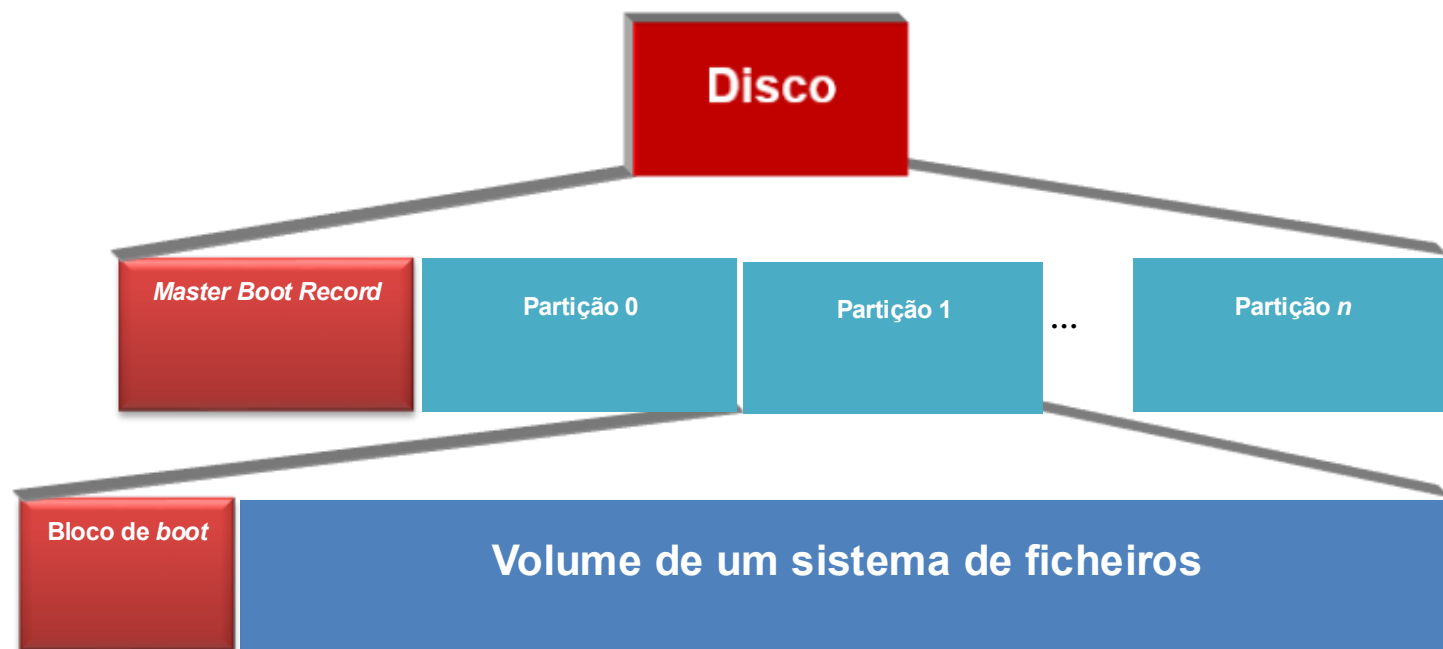 Disco
Master Boot Record
Partição 0
Partição 1
...
Partição n
Bloco de boot
Volume de um sistema de ficheiros